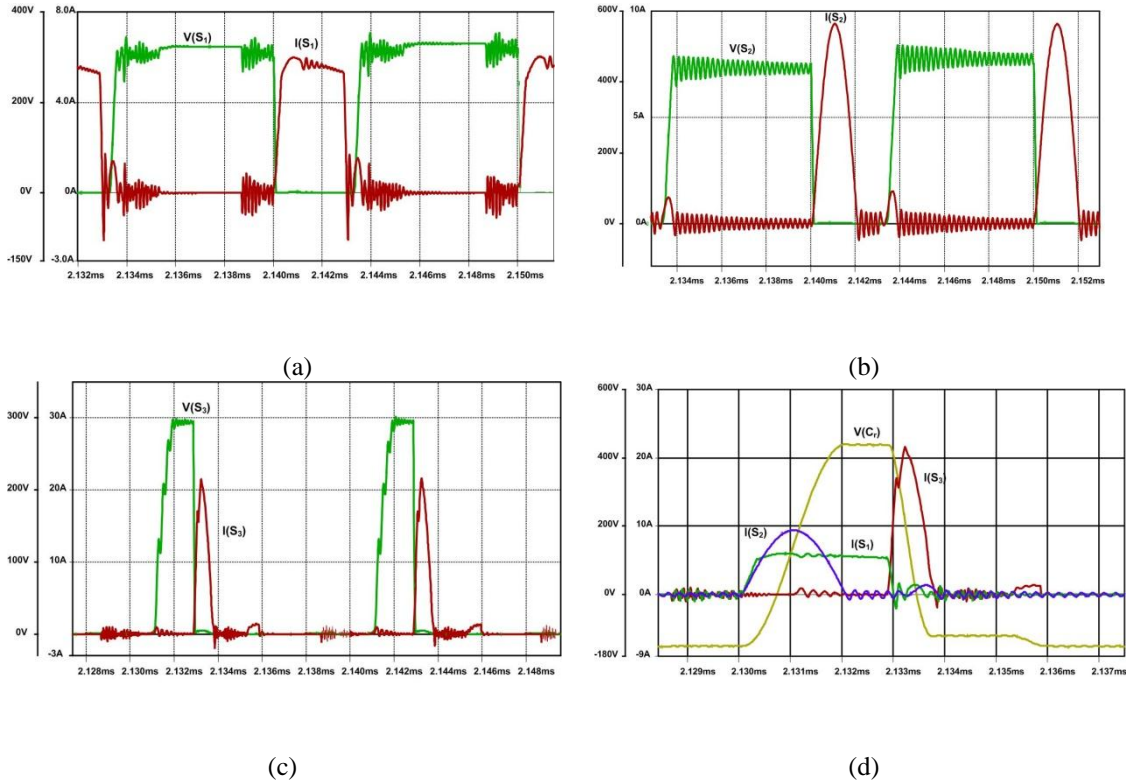 400V 8.0A
V(S₁) I(S₁)
200V 4.0A
0V 0A
-150V -3.0A
2.132ms 2.134ms 2.136ms 2.138ms 2.140ms 2.142ms 2.144ms 2.146ms 2.148ms 2.150ms
(a)
600V 10A
I(S₂)
V(S₂)
400V
5A
200V
0V 0A
2.134ms 2.136ms 2.138ms 2.140ms 2.142ms 2.144ms 2.146ms 2.148ms 2.150ms 2.152ms
(b)
V(S₃)
300V 30A
200V 20A
I(S₃)
100V 10A
0V
-3A
2.128ms 2.130ms 2.132ms 2.134ms 2.136ms 2.140ms 2.142ms 2.144ms 2.146ms 2.148ms
(c)
600V 30A
V(Cᵣ)
400V 20A
I(S₃)
200V 10A
I(S₂) I(S₁)
0V 0A
-180V -9A
2.129ms 2.130ms 2.131ms 2.132ms 2.133ms 2.134ms 2.135ms 2.136ms 2.137ms
(d)